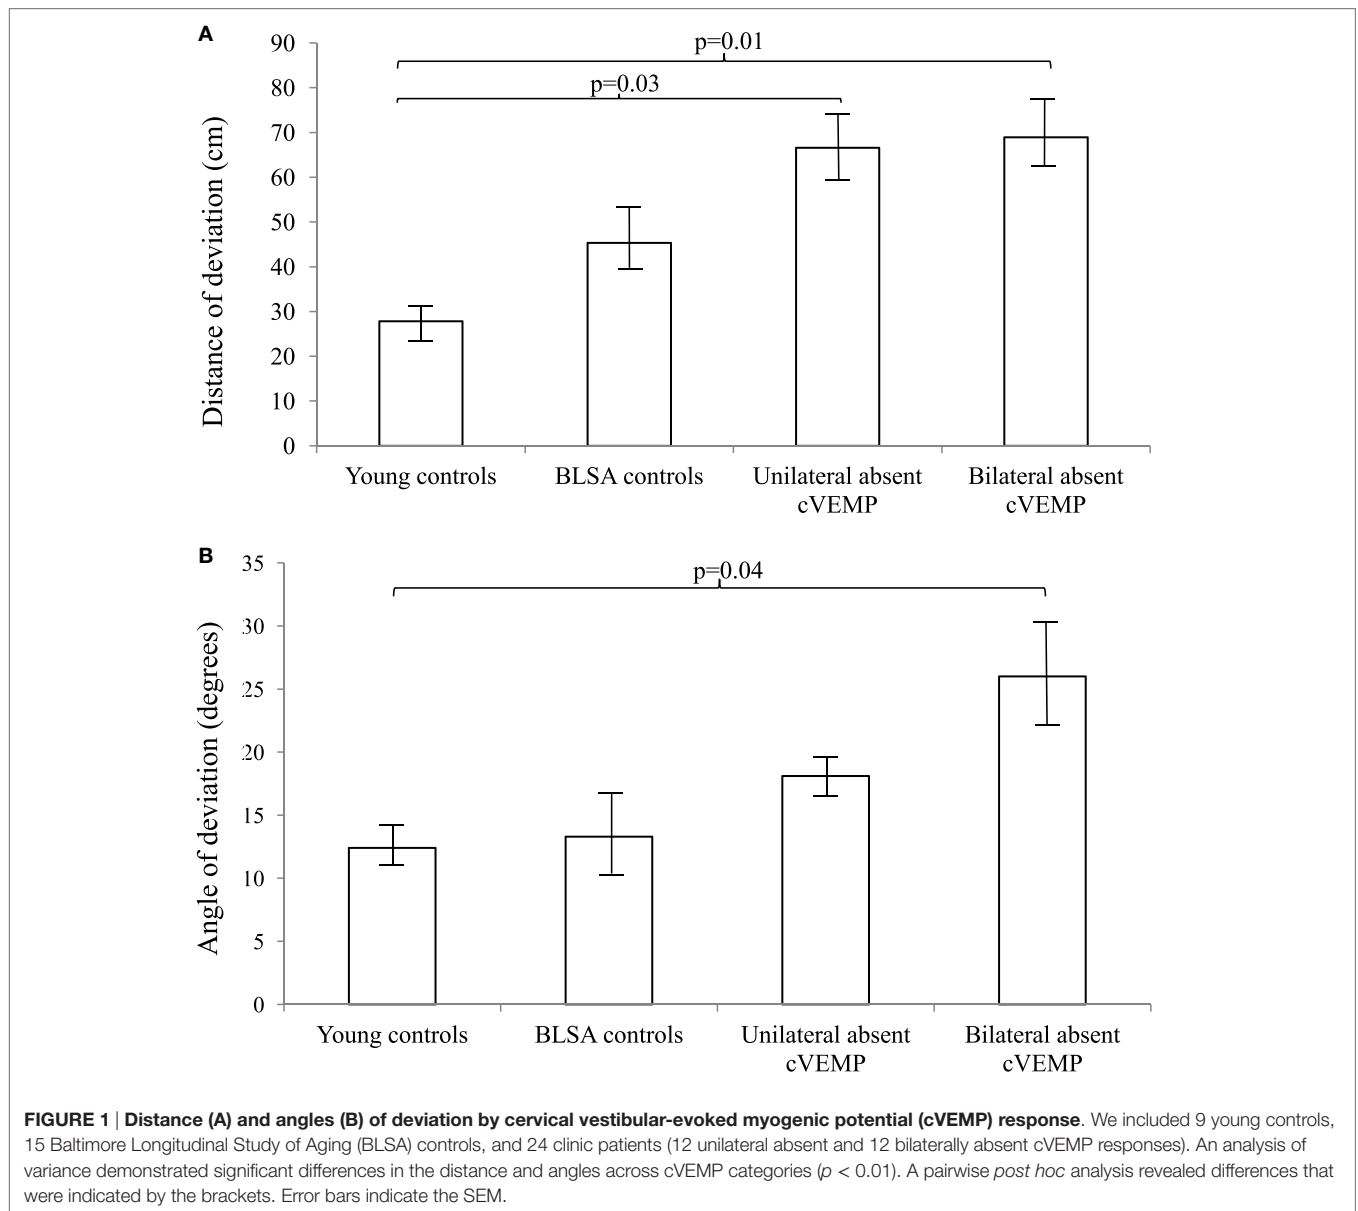 A
90
p=0.01
80
p=0.03
70
60
50
40
30
20
10
0
Distance of deviation (cm)
Young controls
BLSA controls
Unilateral absent
cVEMP
Bilateral absent
cVEMP
B
35
p=0.04
30
25
20
15
10
5
0
Angle of deviation (degrees)
Young controls
BLSA controls
Unilateral absent
cVEMP
Bilateral absent
cVEMP
FIGURE 1 | Distance (A) and angles (B) of deviation by cervical vestibular-evoked myogenic potential (cVEMP) response. We included 9 young controls,
15 Baltimore Longitudinal Study of Aging (BLSA) controls, and 24 clinic patients (12 unilateral absent and 12 bilaterally absent cVEMP responses). An analysis of
variance demonstrated significant differences in the distance and angles across cVEMP categories (p < 0.01). A pairwise post hoc analysis revealed differences that
were indicated by the brackets. Error bars indicate the SEM.